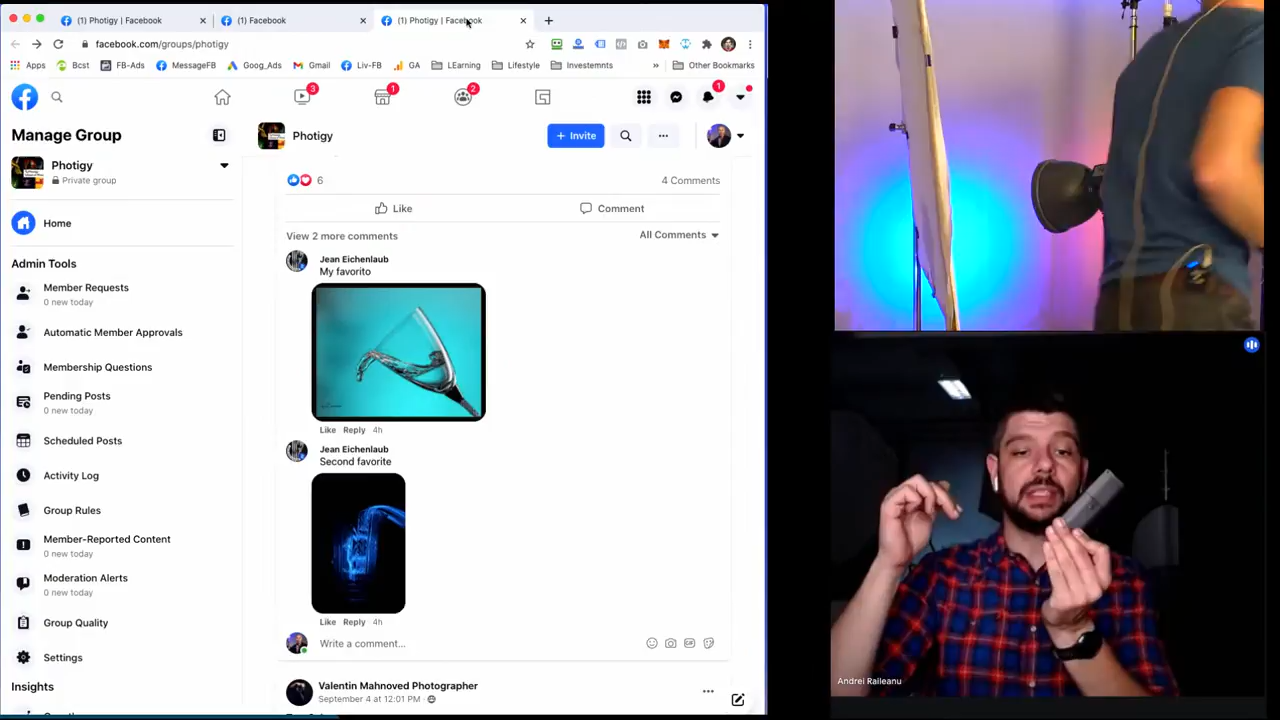 (1) Photigy | Facebook
(1) Facebook
(1) Photigy | Facebook
facebook.com/groups/photigy
Apps
Bcst
FB-Ads
MessageFB
Goog_Ads
Gmail
Liv-FB
GA
LEarning
Lifestyle
Investemnts
»
Other Bookmarks
3
1
2
1
Manage Group
Photigy
+ Invite
Photigy
Private group
6
4 Comments
Home
Like
Comment
View 2 more comments
All Comments
Admin Tools
Jean Eichenlaub
My favorito
Member Requests
0 new today
Automatic Member Approvals
Membership Questions
Pending Posts
0 new today
Like Reply 4h
Scheduled Posts
Jean Eichenlaub
Second favorite
Activity Log
Group Rules
Member-Reported Content
0 new today
Moderation Alerts
0 new today
Group Quality
Like Reply 4h
Write a comment...
GIF
Settings
Insights
Valentin Mahnoved Photographer
September 4 at 12:01 PM ·
Andrei Raileanu